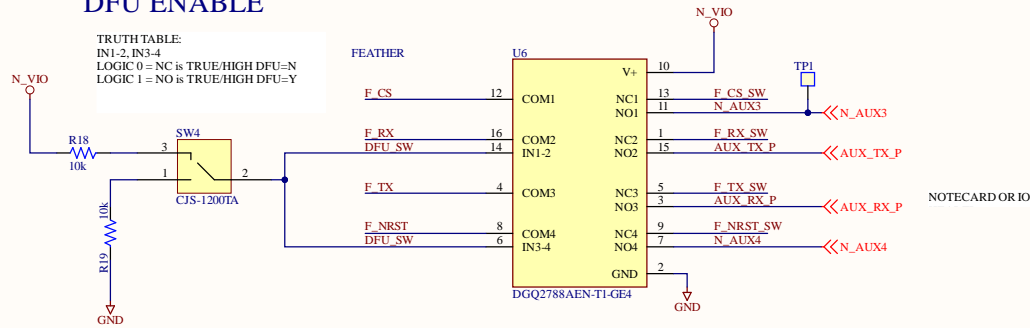 DFU ENABLE
TRUTH TABLE:
IN1-2, IN3-4
LOGIC 0 = NC is TRUE/HIGH DFU=N
LOGIC 1 = NO is TRUE/HIGH DFU=Y
FEATHER
N_VIO
R18
10k
SW4
3
1
2
CJS-1200TA
10k
R19
GND
N_VIO
U6
V+ 10
TP1
F_CS 12 COM1 NC1 13 F_CS_SW
NO1 11 N_AUX3 N_AUX3
F_RX 16 COM2 NC2 1 F_RX_SW
DFU_SW 14 IN1-2 NO2 15 AUX_TX_P AUX_TX_P
F_TX 4 COM3 NC3 5 F_TX_SW
NO3 3 AUX_RX_P AUX_RX_P
NOTECARD OR IO
F_NRST 8 COM4 NC4 9 F_NRST_SW
DFU_SW 6 IN3-4 NO4 7 N_AUX4 N_AUX4
GND 2
DGQ2788AEN-T1-GE4
GND